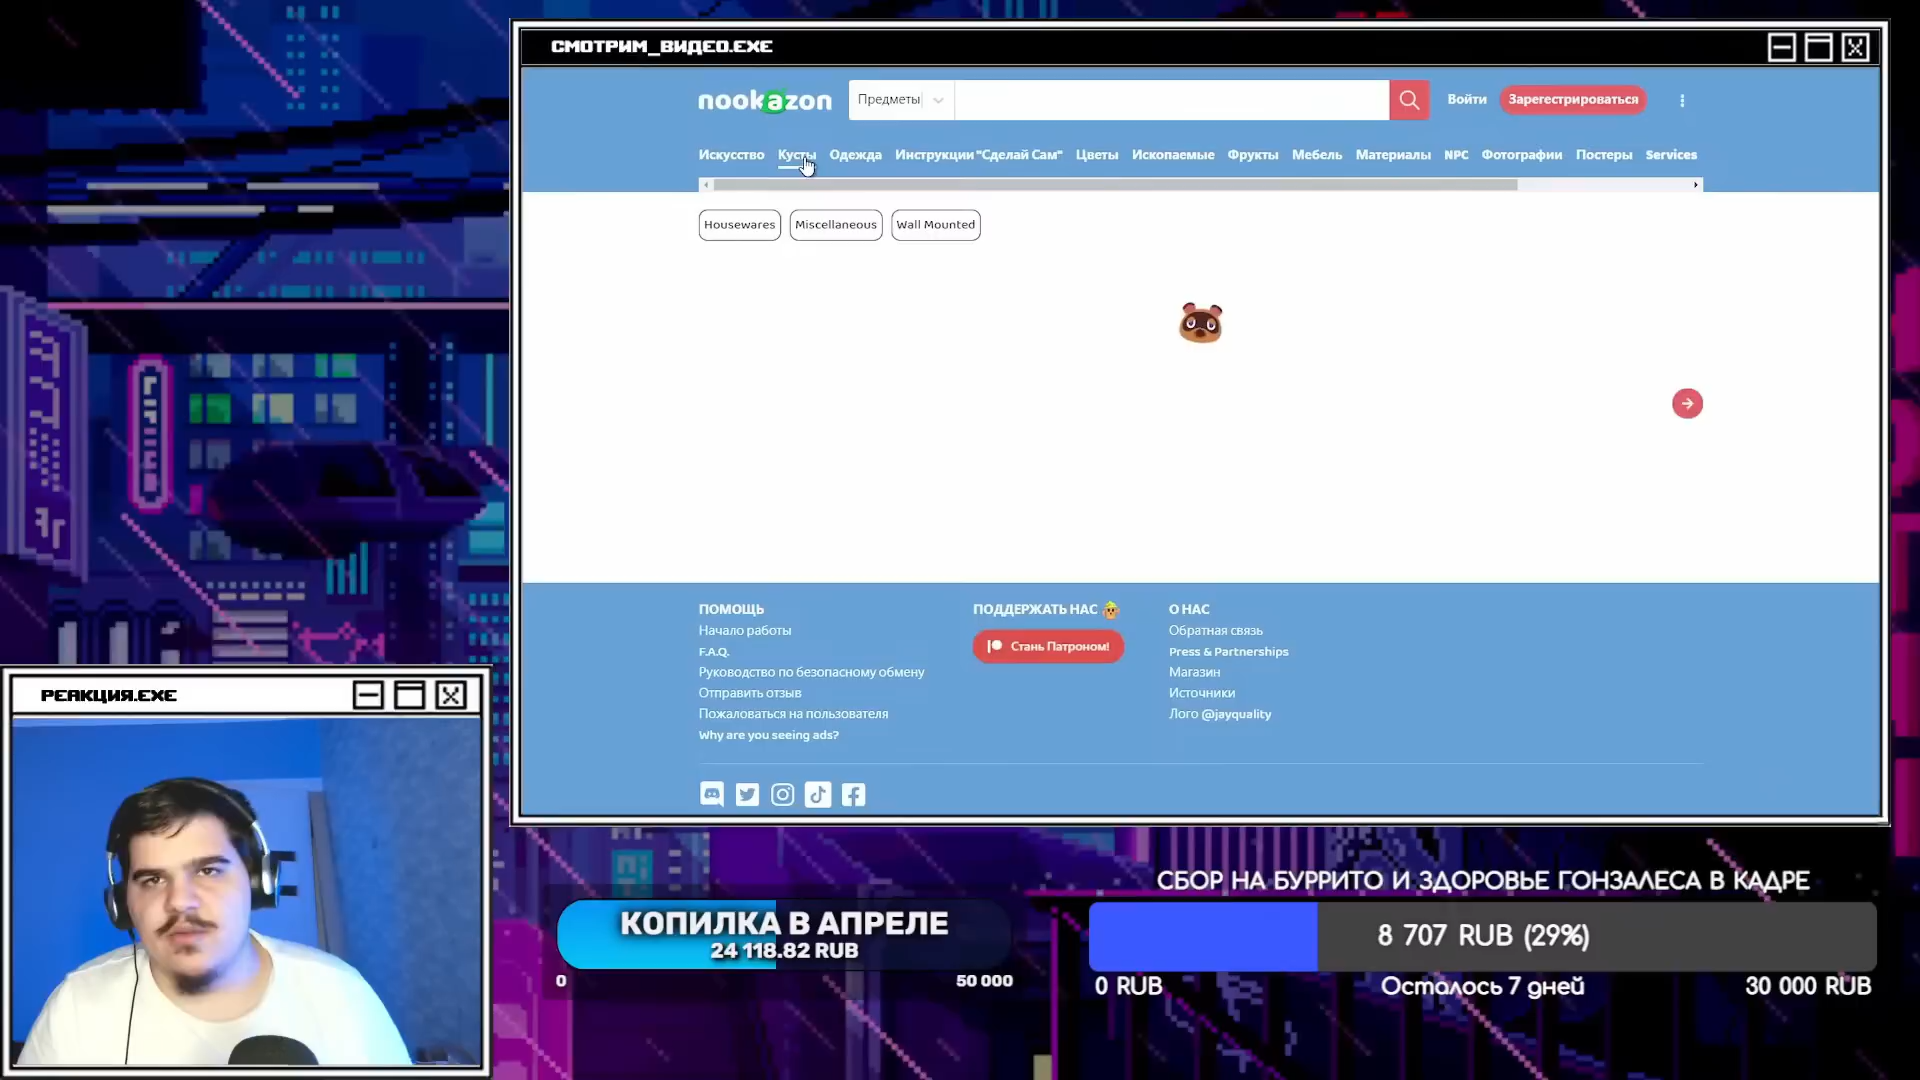 СМОТРИМ_ВИДЕО.EXE
nookazon
Предметы
Войти
Зарегестрироваться
Искусство
Кусты
Одежда
Инструкции "Сделай Сам"
Цветы
Ископаемые
Фрукты
Мебель
Материалы
NPC
Фотографии
Постеры
Services
Housewares
Miscellaneous
Wall Mounted
ПОМОЩЬ
Начало работы
F.A.Q.
Руководство по безопасному обмену
Отправить отзыв
Пожаловаться на пользователя
Why are you seeing ads?
ПОДДЕРЖАТЬ НАС
Стань Патроном!
О НАС
Обратная связь
Press & Partnerships
Магазин
Источники
Лого @jayquality
РЕАКЦИЯ.EXE
КОПИЛКА В АПРЕЛЕ
24 118.82 RUB
0
50 000
СБОР НА БУРРИТО И ЗДОРОВЬЕ ГОНЗАЛЕСА В КАДРЕ
8 707 RUB (29%)
0 RUB
Осталось 7 дней
30 000 RUB